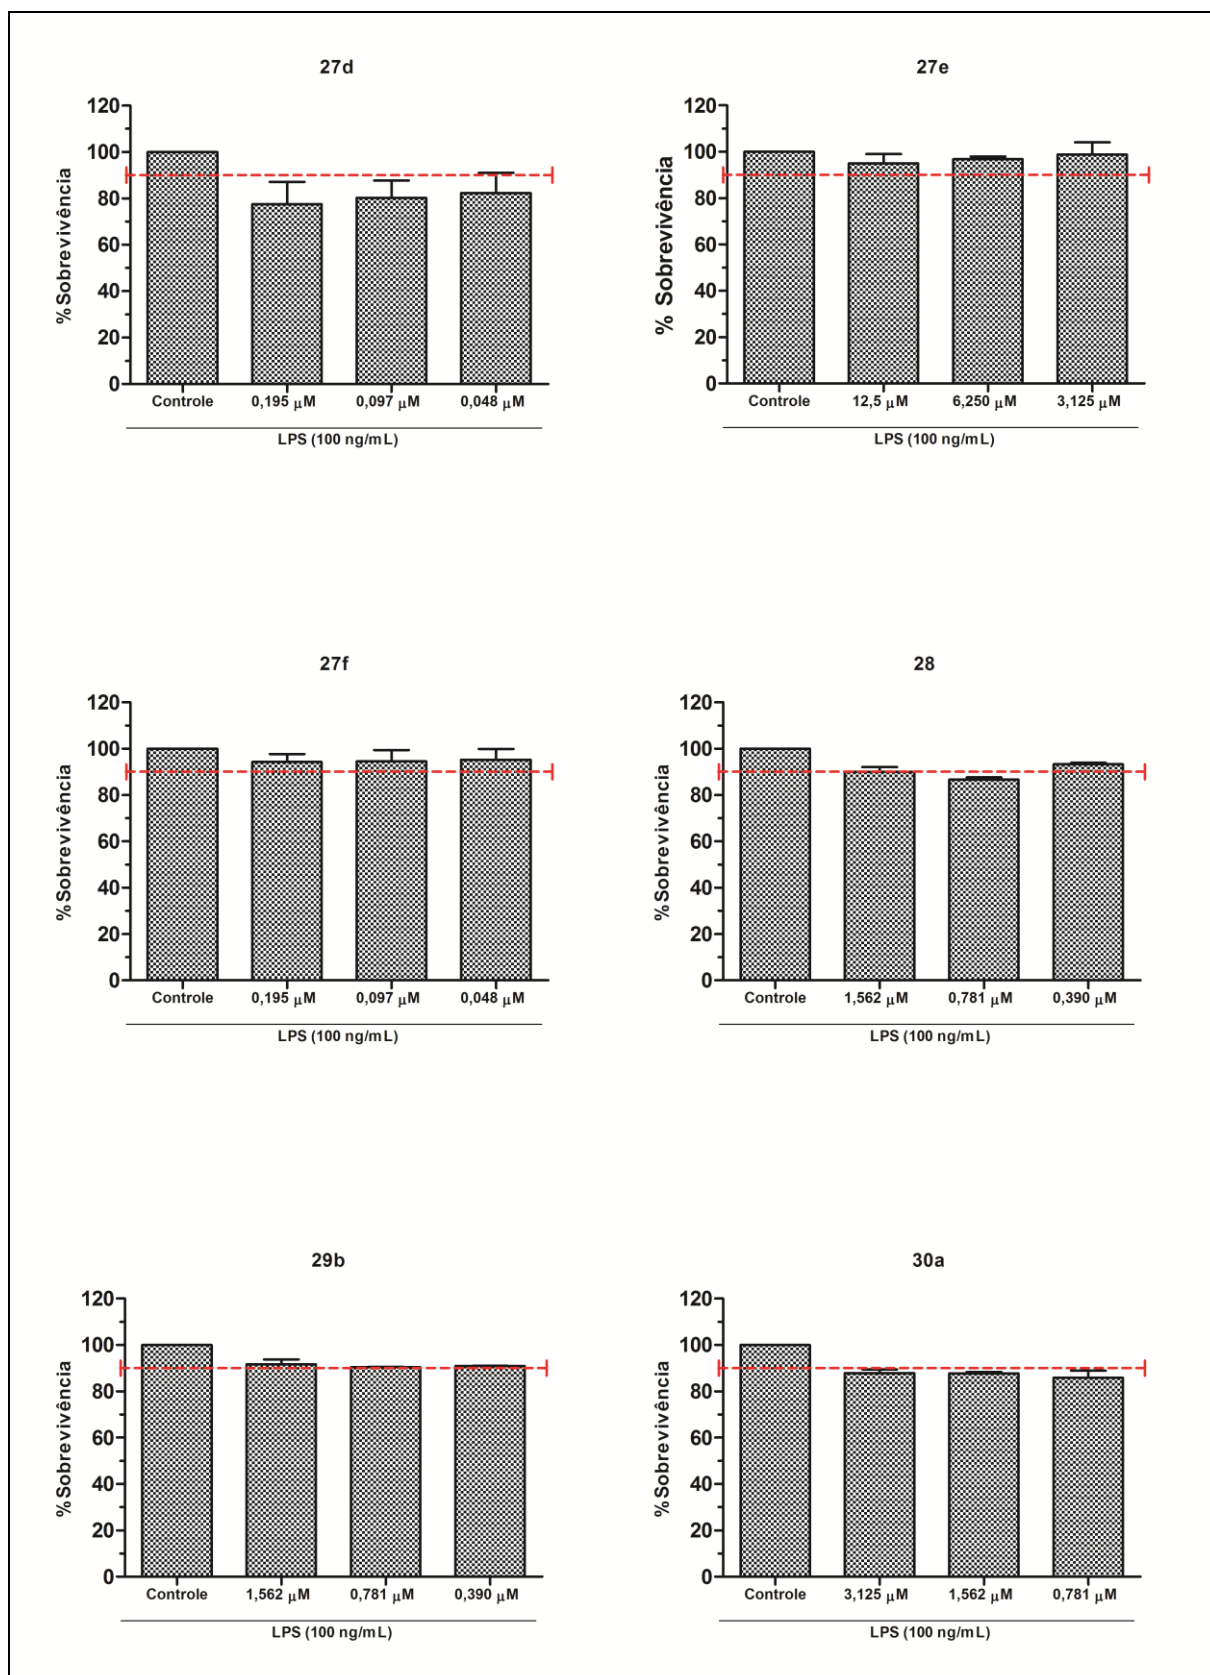 27d
120
100
80
60
40
20
0
%Sobrevivência
Controle 0,195 µM 0,097 µM 0,048 µM
LPS (100 ng/mL)
27e
120
100
80
60
40
20
0
% Sobrevivência
Controle 12,5 µM 6,250 µM 3,125 µM
LPS (100 ng/mL)
27f
120
100
80
60
40
20
0
%Sobrevivência
Controle 0,195 µM 0,097 µM 0,048 µM
LPS (100 ng/mL)
28
120
100
80
60
40
20
0
%Sobrevivência
Controle 1,562 µM 0,781 µM 0,390 µM
LPS (100 ng/mL)
29b
120
100
80
60
40
20
0
%Sobrevivência
Controle 1,562 µM 0,781 µM 0,390 µM
LPS (100 ng/mL)
30a
120
100
80
60
40
20
0
%Sobrevivência
Controle 3,125 µM 1,562 µM 0,781 µM
LPS (100 ng/mL)